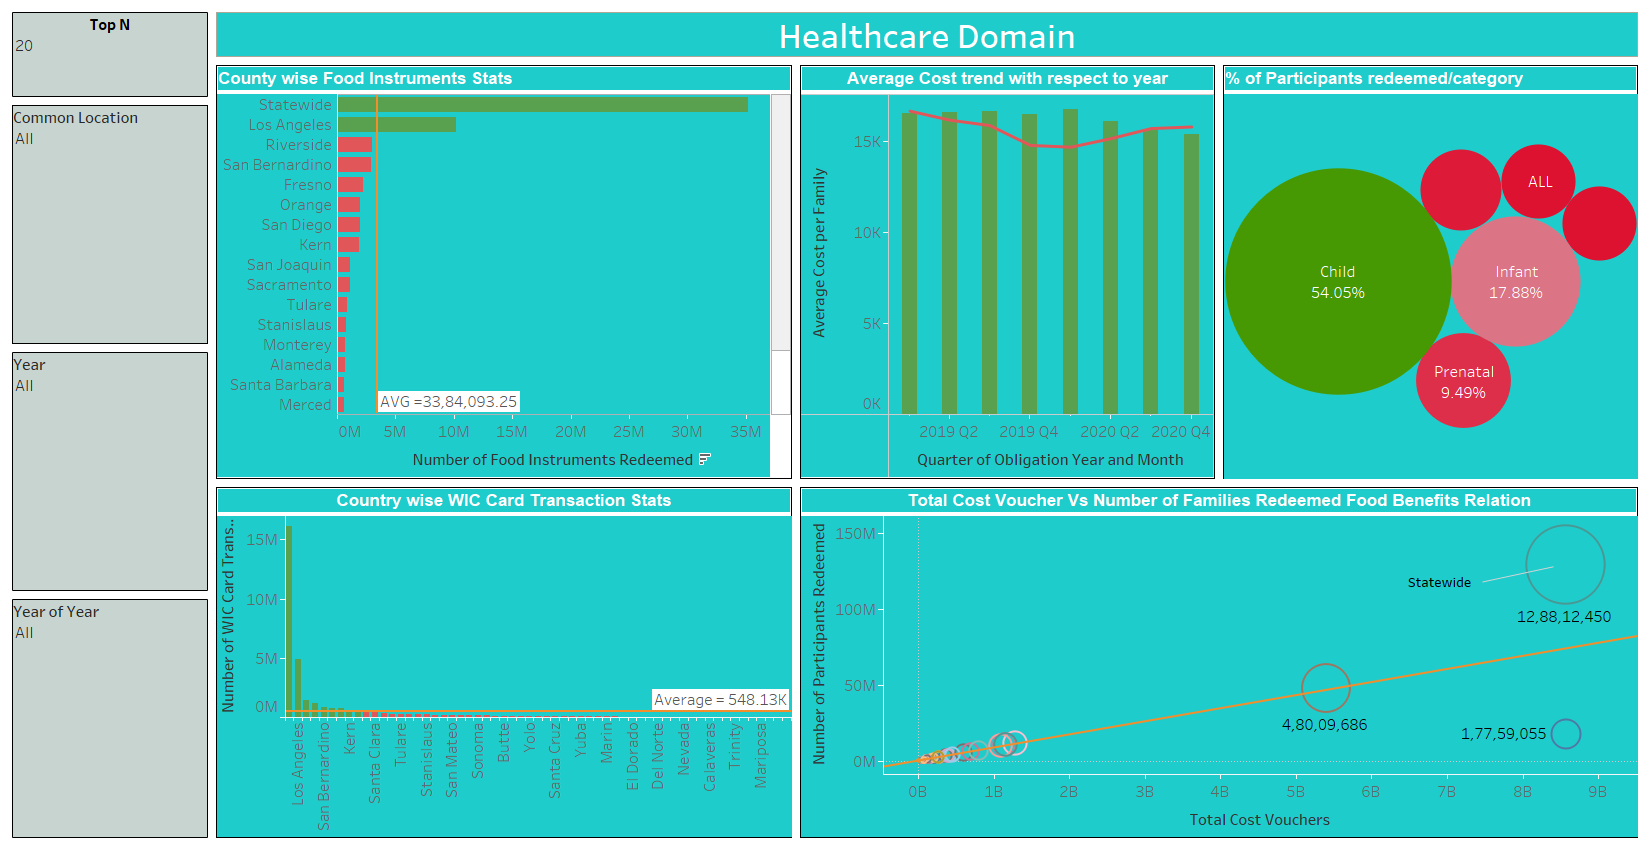 Top N
20
Common Location
All
Year
All
Year of Year
All
Healthcare Domain
County wise Food Instruments Stats
Statewide
Los Angeles
Riverside
San Bernardino
Fresno
Orange
San Diego
Kern
San Joaquin
Sacramento
Tulare
Stanislaus
Monterey
Alameda
Santa Barbara
Merced
AVG =33,84,093.25
0M 5M 10M 15M 20M 25M 30M 35M
Number of Food Instruments Redeemed
Average Cost trend with respect to year
Average Cost per Family
15K
10K
5K
0K
2019 Q2 2019 Q4 2020 Q2 2020 Q4
Quarter of Obligation Year and Month
% of Participants redeemed/category
ALL
Child
54.05%
Infant
17.88%
Prenatal
9.49%
Country wise WIC Card Transaction Stats
Number of WIC Card Trans..
15M
10M
5M
0M
Average = 548.13K
Los Angeles
San Bernardino
Kern
Santa Clara
Tulare
Stanislaus
San Mateo
Sonoma
Butte
Yolo
Santa Cruz
Yuba
Marin
El Dorado
Del Norte
Nevada
Calaveras
Trinity
Mariposa
Total Cost Voucher Vs Number of Families Redeemed Food Benefits Relation
Number of Participants Redeemed
150M
100M
50M
0M
Statewide
12,88,12,450
4,80,09,686
1,77,59,055
0B 1B 2B 3B 4B 5B 6B 7B 8B 9B
Total Cost Vouchers